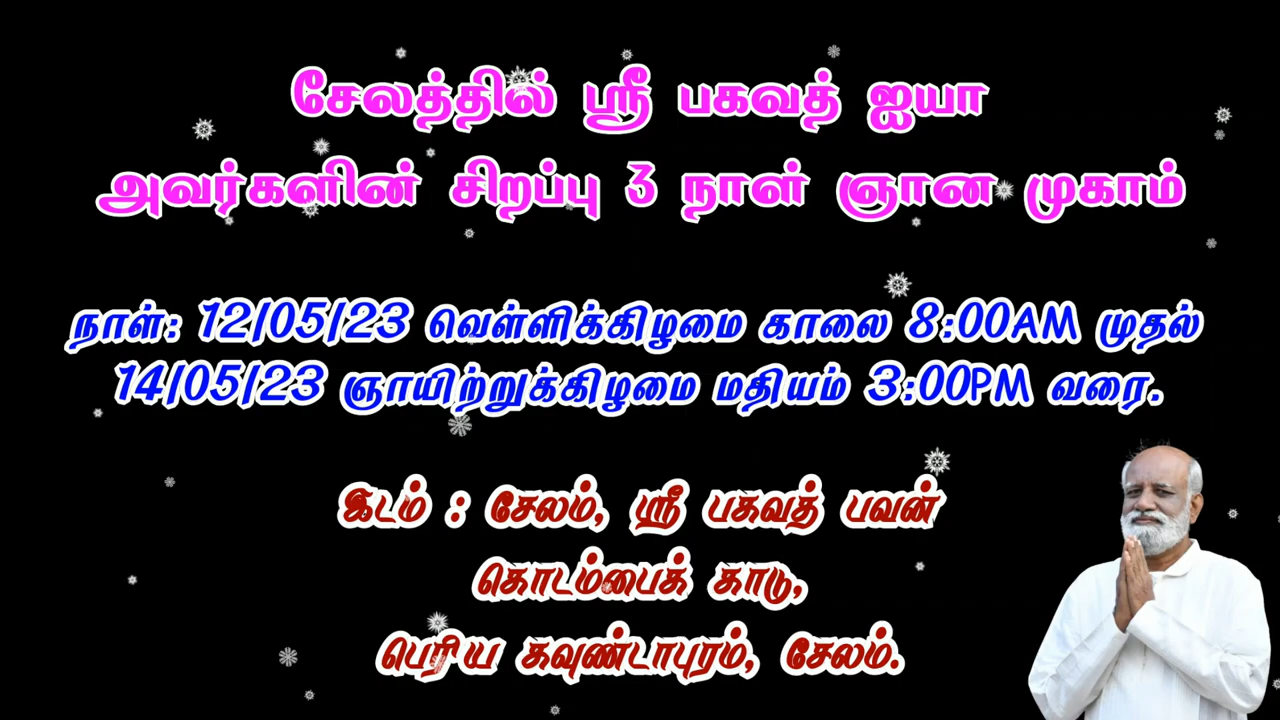 சேலத்தில் ஸ்ரீ பகவத் ஐயா
அவர்களின் சிறப்பு 3 நாள் ஞான முகாம்
நாள்: 12/05/23 வெள்ளிக்கிழமை காலை 8:00AM முதல்
14/05/23 ஞாயிற்றுக்கிழமை மதியம் 3:00PM வரை.
இடம் : சேலம், ஸ்ரீ பகவத் பவன்
கொடம்பைக் காடு,
பெரிய கவுண்டாபுரம், சேலம்.